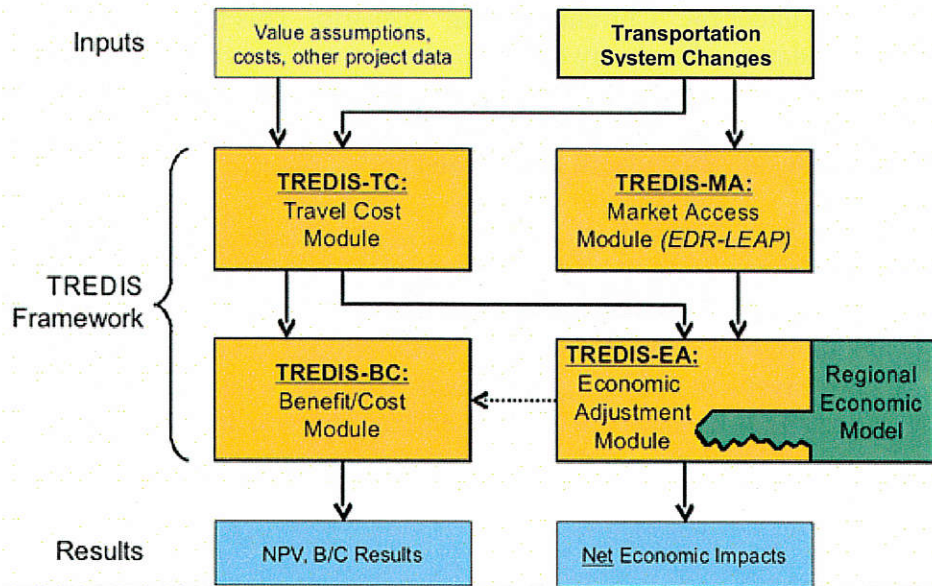 Inputs
Value assumptions,
costs, other project data
Transportation
System Changes
TREDIS
Framework
TREDIS-TC:
Travel Cost
Module
TREDIS-MA:
Market Access
Module (EDR-LEAP)
TREDIS-BC:
Benefit/Cost
Module
TREDIS-EA:
Economic
Adjustment
Module
Regional
Economic
Model
Results
NPV, B/C Results
Net Economic Impacts